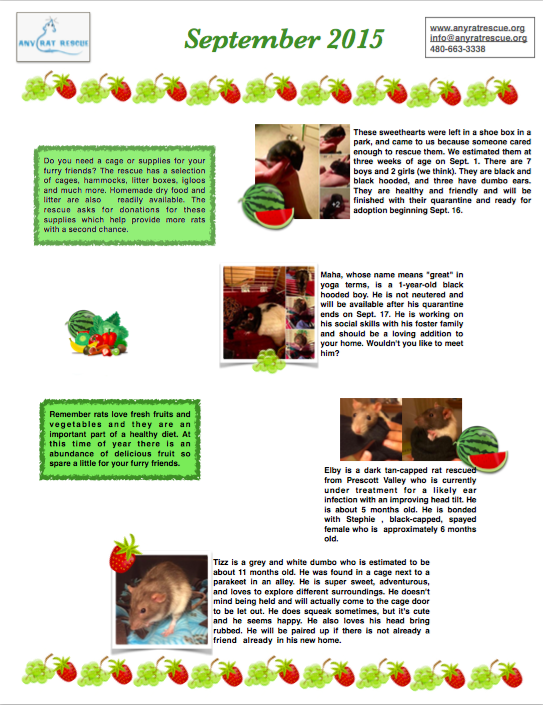 ANY RAT RESCUE
September 2015
www.anyratrescue.org
info@anyratrescue.org
480-663-3338
These sweethearts were left in a shoe box in a
park, and came to us because someone cared
enough to rescue them. We estimated them at
three weeks of age on Sept. 1. There are 7
boys and 2 girls (we think). They are black and
black hooded, and three have dumbo ears.
They are healthy and friendly and will be
finished with their quarantine and ready for
adoption beginning Sept. 16.
Do you need a cage or supplies for your
furry friends? The rescue has a selection
of cages, hammocks, litter boxes, igloos
and much more. Homemade dry food and
litter are also readily available. The
rescue asks for donations for these
supplies which help provide more rats
with a second chance.
Maha, whose name means "great" in
yoga terms, is a 1-year-old black
hooded boy. He is not neutered and
will be available after his quarantine
ends on Sept. 17. He is working on
his social skills with his foster family
and should be a loving addition to
your home. Wouldn't you like to meet
him?
Remember rats love fresh fruits and
vegetables and they are an
important part of a healthy diet. At
this time of year there is an
abundance of delicious fruit so
spare a little for your furry friends.
Elby is a dark tan-capped rat rescued
from Prescott Valley who is currently
under treatment for a likely ear
infection with an improving head tilt. He
is about 5 months old. He is bonded
with Stephie , black-capped, spayed
female who is approximately 6 months
old.
Tizz is a grey and white dumbo who is estimated to be
about 11 months old. He was found in a cage next to a
parakeet in an alley. He is super sweet, adventurous,
and loves to explore different surroundings. He doesn't
mind being held and will actually come to the cage door
to be let out. He does squeak sometimes, but it's cute
and he seems happy. He also loves his head bring
rubbed. He will be paired up if there is not already a
friend already in his new home.